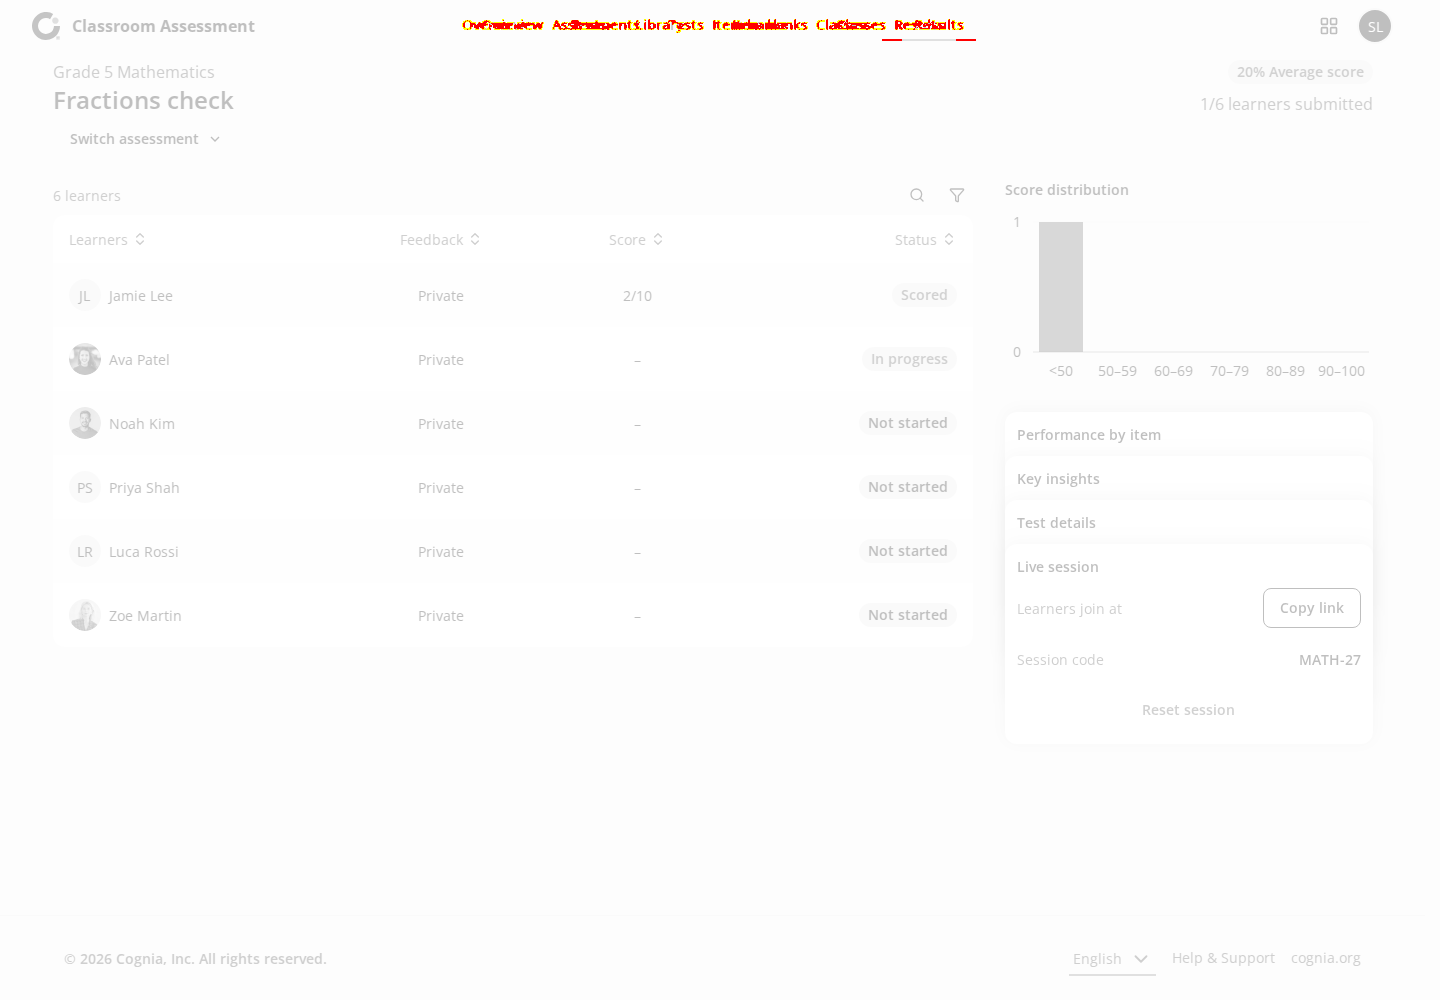 Classroom Assessment
SL
Grade 5 Mathematics
20% Average score
Fractions check
1/6 learners submitted
Switch assessment
6 learners
Score distribution
Learners Feedback Score Status
JL Jamie Lee Private 2/10 Scored
Ava Patel Private – In progress
Noah Kim Private – Not started
PS Priya Shah Private – Not started
LR Luca Rossi Private – Not started
Zoe Martin Private – Not started
1
0
<50 50–59 60–69 70–79 80–89 90–100
Performance by item
Key insights
Test details
Live session
Learners join at Copy link
Session code MATH-27
Reset session
© 2026 Cognia, Inc. All rights reserved.
English Help & Support cognia.org